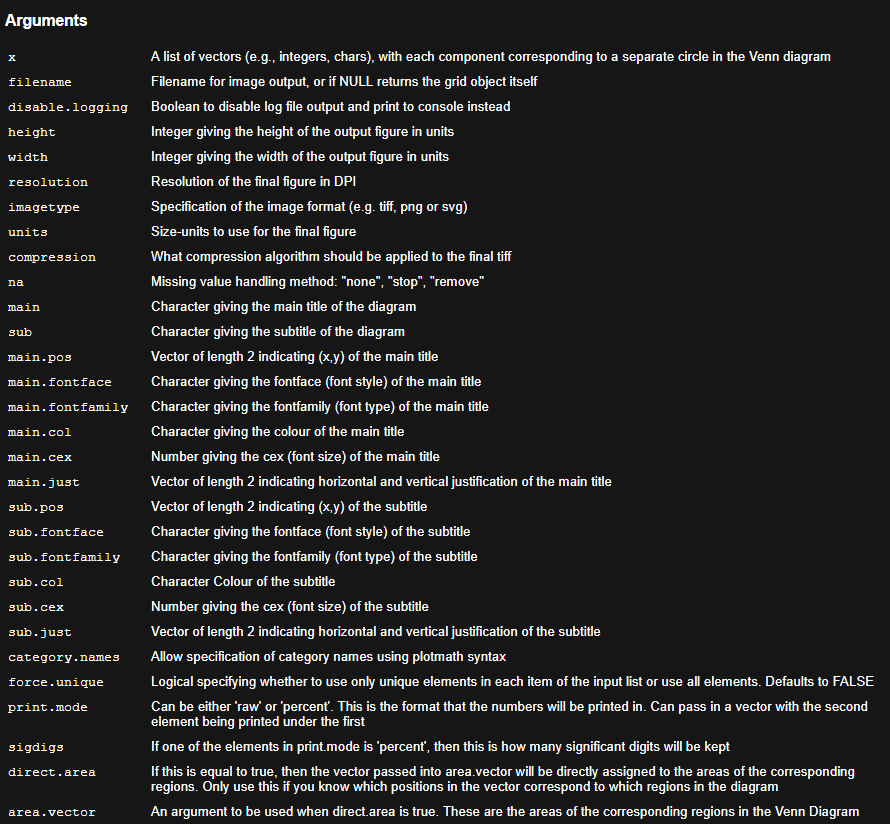 Arguments
x A list of vectors (e.g., integers, chars), with each component corresponding to a separate circle in the Venn diagram
filename Filename for image output, or if NULL returns the grid object itself
disable.logging Boolean to disable log file output and print to console instead
height Integer giving the height of the output figure in units
width Integer giving the width of the output figure in units
resolution Resolution of the final figure in DPI
imagetype Specification of the image format (e.g. tiff, png or svg)
units Size-units to use for the final figure
compression What compression algorithm should be applied to the final tiff
na Missing value handling method: "none", "stop", "remove"
main Character giving the main title of the diagram
sub Character giving the subtitle of the diagram
main.pos Vector of length 2 indicating (x,y) of the main title
main.fontface Character giving the fontface (font style) of the main title
main.fontfamily Character giving the fontfamily (font type) of the main title
main.col Character giving the colour of the main title
main.cex Number giving the cex (font size) of the main title
main.just Vector of length 2 indicating horizontal and vertical justification of the main title
sub.pos Vector of length 2 indicating (x,y) of the subtitle
sub.fontface Character giving the fontface (font style) of the subtitle
sub.fontfamily Character giving the fontfamily (font type) of the subtitle
sub.col Character Colour of the subtitle
sub.cex Number giving the cex (font size) of the subtitle
sub.just Vector of length 2 indicating horizontal and vertical justification of the subtitle
category.names Allow specification of category names using plotmath syntax
force.unique Logical specifying whether to use only unique elements in each item of the input list or use all elements. Defaults to FALSE
print.mode Can be either 'raw' or 'percent'. This is the format that the numbers will be printed in. Can pass in a vector with the second
element being printed under the first
sigdigs If one of the elements in print.mode is 'percent', then this is how many significant digits will be kept
direct.area If this is equal to true, then the vector passed into area.vector will be directly assigned to the areas of the corresponding
regions. Only use this if you know which positions in the vector correspond to which regions in the diagram
area.vector An argument to be used when direct.area is true. These are the areas of the corresponding regions in the Venn Diagram